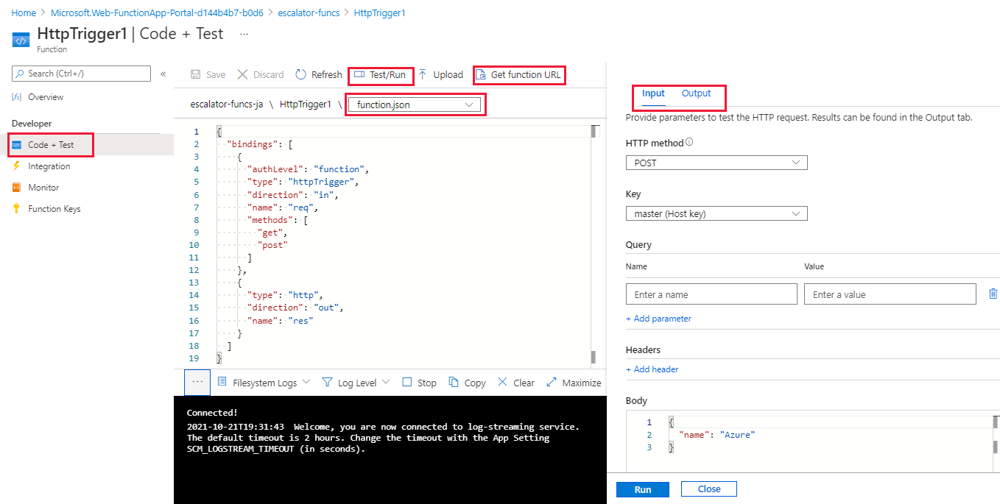 Home > Microsoft.Web-FunctionApp-Portal-d144b4b7-b0d6 > escalator-funcs > HttpTrigger1
HttpTrigger1 | Code + Test ...
Function
Search (Ctrl+/)
«
Overview
Developer
Code + Test
Integration
Monitor
Function Keys
Save
Discard
Refresh
Test/Run
Upload
Get function URL
escalator-funcs-ja \ HttpTrigger1 \ function.json
1 {
2 "bindings": [
3 {
4 "authLevel": "function",
5 "type": "httpTrigger",
6 "direction": "in",
7 "name": "req",
8 "methods": [
9 "get",
10 "post"
11 ]
12 },
13 {
14 "type": "http",
15 "direction": "out",
16 "name": "res"
17 }
18 ]
19 }
...
Filesystem Logs
Log Level
Stop
Copy
Clear
Maximize
Connected!
2021-10-21T19:31:43  Welcome, you are now connected to log-streaming service.
The default timeout is 2 hours. Change the timeout with the App Setting
SCM_LOGSTREAM_TIMEOUT (in seconds).
Input
Output
Provide parameters to test the HTTP request. Results can be found in the Output tab.
HTTP method
POST
Key
master (Host key)
Query
Name
Value
Enter a name
Enter a value
+ Add parameter
Headers
+ Add header
Body
1 {
2 "name": "Azure"
3 }
Run
Close